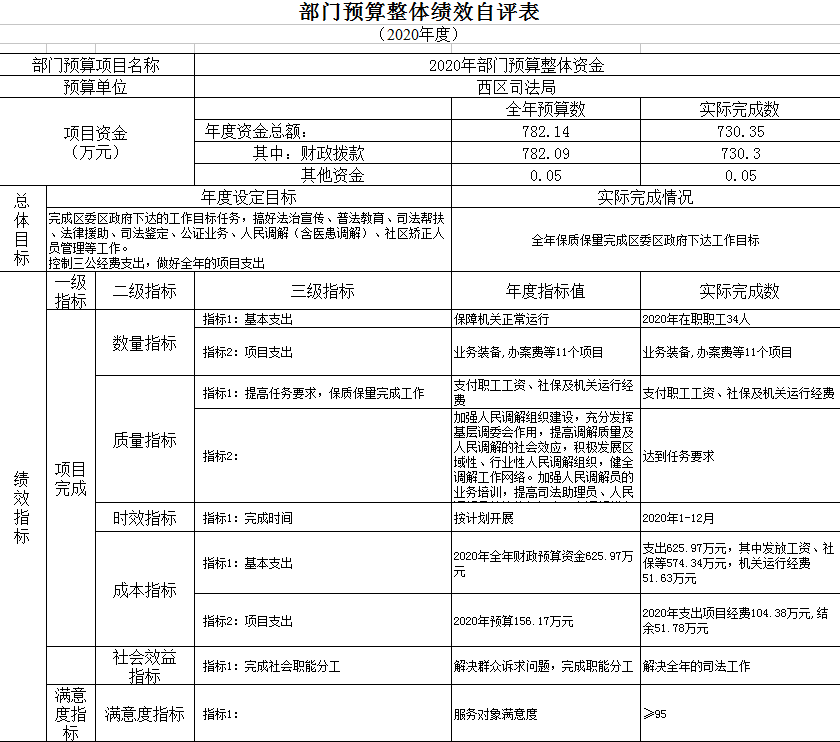 部门预算整体绩效自评表
（2020年度）
部门预算项目名称 2020年部门预算整体资金
预算单位 西区司法局
项目资金
（万元）
全年预算数 实际完成数
年度资金总额： 782.14 730.35
其中：财政拨款 782.09 730.3
其他资金 0.05 0.05
总体目标
年度设定目标 实际完成情况
完成区委区政府下达的工作目标任务，搞好法治宣传、普法教育、司法帮扶
、法律援助、司法鉴定、公证业务、人民调解（含医患调解）、社区矫正人
员管理等工作。
控制三公经费支出，做好全年的项目支出
全年保质保量完成区委区政府下达工作目标
绩效指标
一级
指标
二级指标 三级指标 年度指标值 实际完成数
项目
完成
数量指标
指标1：基本支出 保障机关正常运行 2020年在职职工34人
指标2：项目支出 业务装备,办案费等11个项目 业务装备,办案费等11个项目
质量指标
指标1：提高任务要求，保质保量完成工作
支付职工工资、社保及机关运行经
费
支付职工工资、社保及机关运行经费
指标2：
加强人民调解组织建设，充分发挥
基层调委会作用，提高调解质量及
人民调解的社会效应，积极发展区
域性、行业性人民调解组织，健全
调解工作网络。加强人民调解员的
业务培训，提高司法助理员、人民
达到任务要求
时效指标 指标1：完成时间 按计划开展 2020年1-12月
成本指标
指标1：基本支出
2020年全年财政预算资金625.97万
元
支出625.97万元，其中发放工资、社
保等574.34万元，机关运行经费
51.63万元
指标2：项目支出 2020年预算156.17万元
2020年支出项目经费104.38万元,结
余51.78万元
社会效益
指标
指标1：完成社会职能分工 解决群众诉求问题，完成职能分工 解决全年的司法工作
满意
度指
标
满意度指标 指标1： 服务对象满意度 ≥95